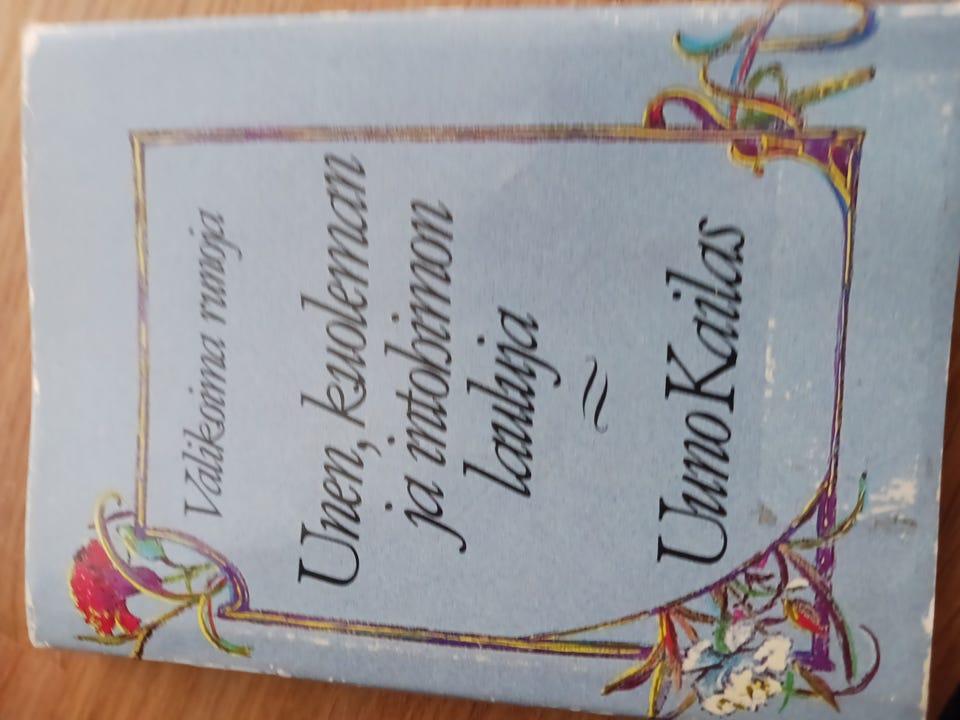 Valikoima runoja
Unen, kuoleman
ja intohimon
lauluja
Uuno Kailas